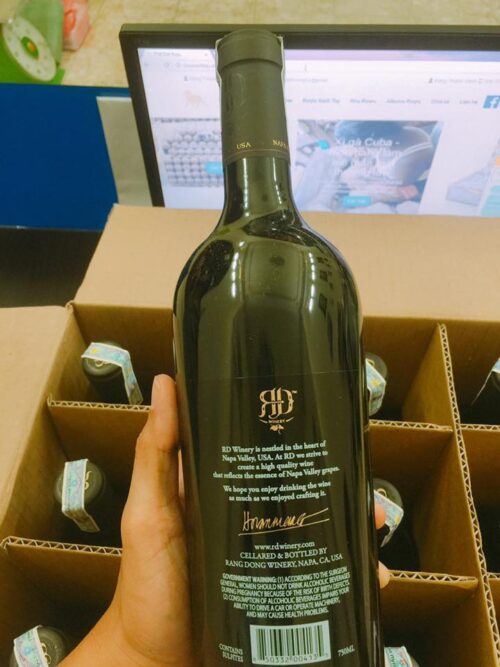 Xì gà Cuba -
USA
NAPA
RD
WINERY
RD Winery is nestled in the heart of
Napa Valley, USA. At RD we strive to
create a high quality wine
that reflects the essence of Napa Valley grapes.
We hope you enjoy drinking the wine
as much as we enjoyed crafting it.
www.rdwinery.com
CELLARED & BOTTLED BY
RANG DONG WINERY, NAPA, CA, USA
GOVERNMENT WARNING: (1) ACCORDING TO THE SURGEON
GENERAL, WOMEN SHOULD NOT DRINK ALCOHOLIC BEVERAGES
DURING PREGNANCY BECAUSE OF THE RISK OF BIRTH DEFECTS.
(2) CONSUMPTION OF ALCOHOLIC BEVERAGES IMPAIRS YOUR
ABILITY TO DRIVE A CAR OR OPERATE MACHINERY,
AND MAY CAUSE HEALTH PROBLEMS.
CONTAINS
SULFITES
750ML